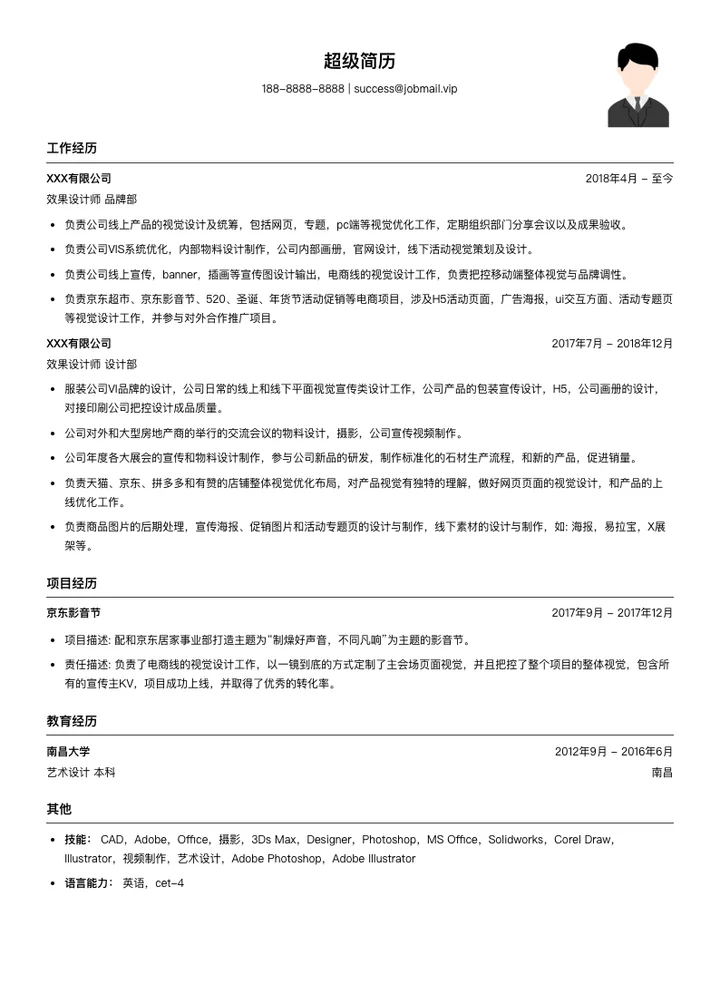 超级简历
188-8888-8888 | success@jobmail.vip
工作经历
XXX有限公司 2018年4月 - 至今
效果设计师 品牌部
• 负责公司线上产品的视觉设计及统筹，包括网页，专题，pc端等视觉优化工作，定期组织部门分享会议以及成果验收。
• 负责公司VIS系统优化，内部物料设计制作，公司内部画册，官网设计，线下活动视觉策划及设计。
• 负责公司线上宣传，banner，插画等宣传图设计输出，电商线的视觉设计工作，负责把控移动端整体视觉与品牌调性。
• 负责京东超市、京东影音节、520、圣诞、年货节活动促销等电商项目，涉及H5活动页面，广告海报，ui交互方面、活动专题页
等视觉设计工作，并参与对外合作推广项目。
XXX有限公司 2017年7月 - 2018年12月
效果设计师 设计部
• 服装公司VI品牌的设计，公司日常的线上和线下平面视觉宣传类设计工作，公司产品的包装宣传设计，H5，公司画册的设计，
对接印刷公司把控设计成品质量。
• 公司对外和大型房地产商的举行的交流会议的物料设计，摄影，公司宣传视频制作。
• 公司年度各大展会的宣传和物料设计制作，参与公司新品的研发，制作标准化的石材生产流程，和新的产品，促进销量。
• 负责天猫、京东、拼多多和有赞的店铺整体视觉优化布局，对产品视觉有独特的理解，做好网页页面的视觉设计，和产品的上
线优化工作。
• 负责商品图片的后期处理，宣传海报、促销图片和活动专题页的设计与制作，线下素材的设计与制作，如: 海报，易拉宝，X展
架等。
项目经历
京东影音节 2017年9月 - 2017年12月
• 项目描述: 配和京东居家事业部打造主题为“制燥好声音，不同凡响”为主题的影音节。
• 责任描述: 负责了电商线的视觉设计工作，以一镜到底的方式定制了主会场页面视觉，并且把控了整个项目的整体视觉，包含所
有的宣传主KV，项目成功上线，并取得了优秀的转化率。
教育经历
南昌大学 2012年9月 - 2016年6月
艺术设计 本科 南昌
其他
• 技能： CAD，Adobe，Office，摄影，3Ds Max，Designer，Photoshop，MS Office，Solidworks，Corel Draw，
Illustrator，视频制作，艺术设计，Adobe Photoshop，Adobe Illustrator
• 语言能力： 英语，cet-4